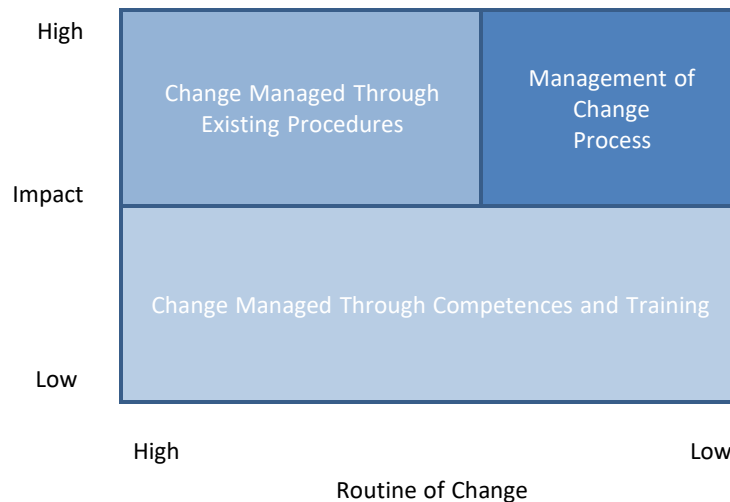 High
Change Managed Through
Existing Procedures
Management of
Change
Process
Impact
Change Managed Through Competences and Training
Low
High
Low
Routine of Change